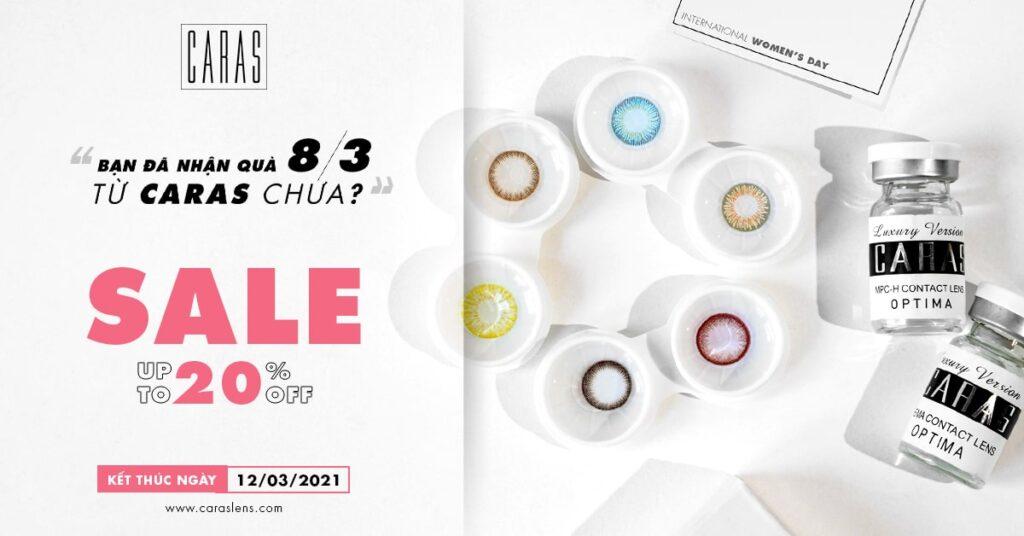 CARAS
“ BẠN ĐÃ NHẬN QUÀ 8/3
TỪ CARAS CHƯA? ”
SALE
UP TO 20% OFF
KẾT THÚC NGÀY 12/03/2021
www.caraslens.com
INTERNATIONAL WOMEN'S DAY
Luxury Version
CARAS
MPC-H CONTACT LENS
OPTIMA
Luxury Version
CARAS
CONTACT LENS
OPTIMA